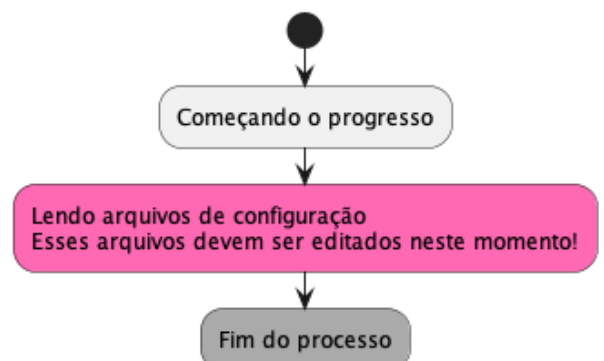 Começando o progresso
Lendo arquivos de configuração
Esses arquivos devem ser editados neste momento!
Fim do processo